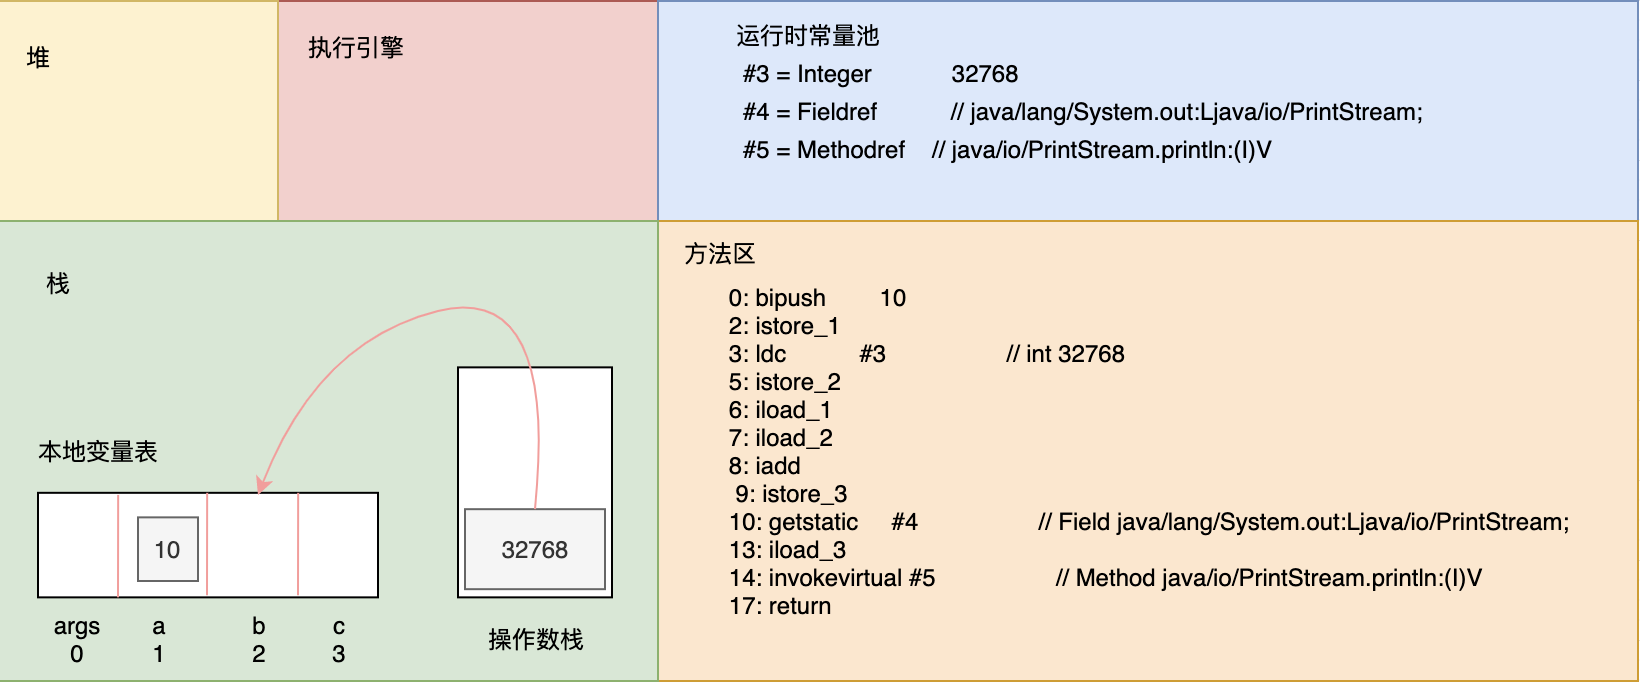 堆
执行引擎
运行时常量池
#3 = Integer 32768
#4 = Fieldref // java/lang/System.out:Ljava/io/PrintStream;
#5 = Methodref // java/io/PrintStream.println:(I)V
栈
本地变量表
10
32768
args a b c
0 1 2 3
操作数栈
方法区
0: bipush 10
2: istore_1
3: ldc #3 // int 32768
5: istore_2
6: iload_1
7: iload_2
8: iadd
9: istore_3
10: getstatic #4 // Field java/lang/System.out:Ljava/io/PrintStream;
13: iload_3
14: invokevirtual #5 // Method java/io/PrintStream.println:(I)V
17: return